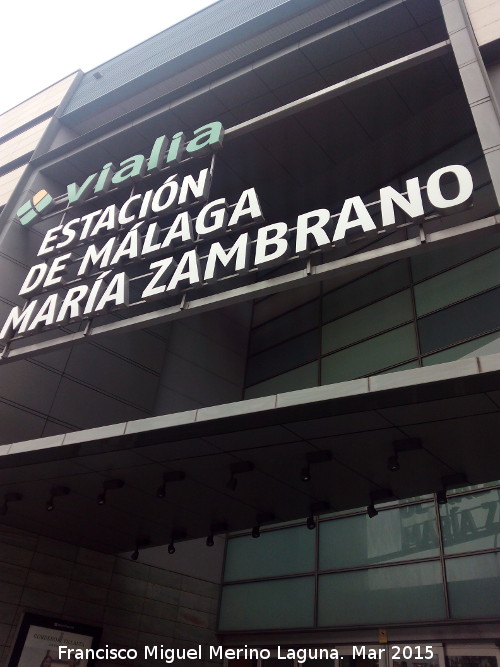 vialia
ESTACIÓN
DE MÁLAGA
MARÍA ZAMBRANO
Francisco Miguel Merino Laguna. Mar 2015